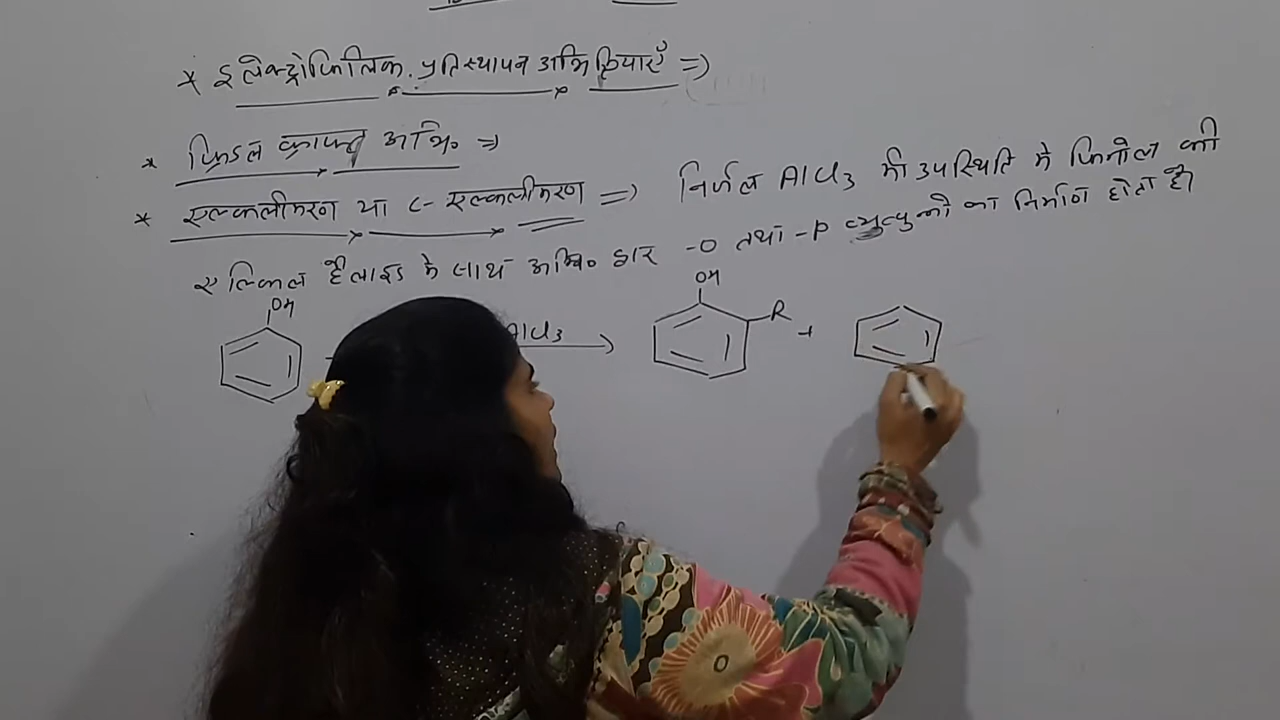 * इलेक्ट्रोफिलिक प्रतिस्थापन अभिक्रियाएँ =>
* फ्रिडल क्राफ्ट अभि० =>
* एल्कलीकरण या C- एल्कलीकरण => निर्जल AlCl3 की उपस्थिति में फिनोल की
एल्किल हैलाइड के साथ अभि० द्वारा -O तथा -P व्युत्पन्नों का निर्माण होता है।
OH AlCl3 OH R +